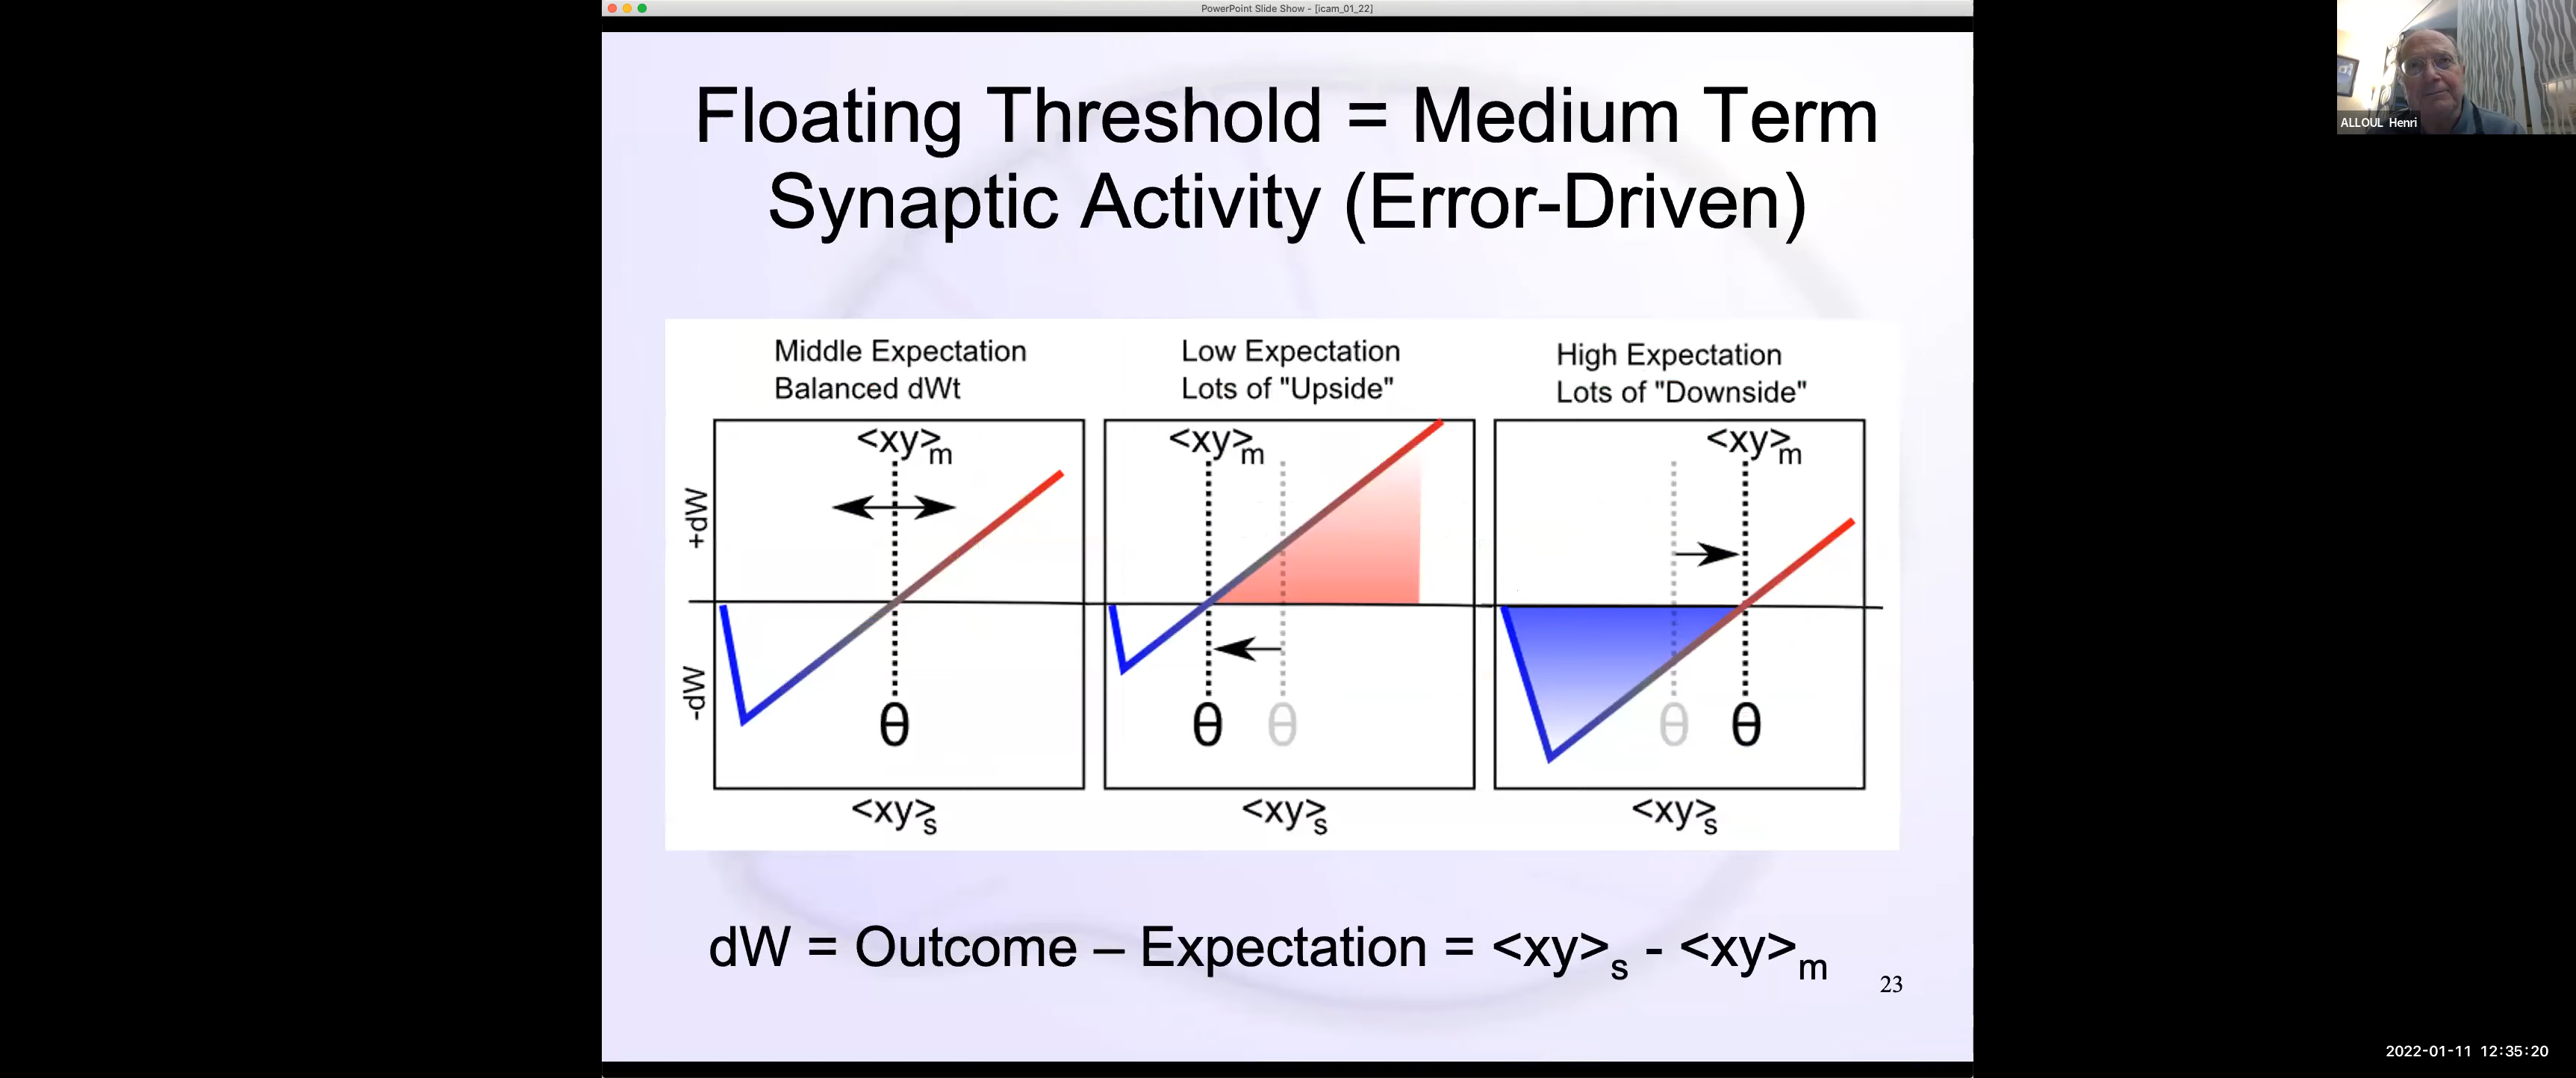 PowerPoint Slide Show - [icam_01_22]
ALLOUL Henri
Floating Threshold = Medium Term
Synaptic Activity (Error-Driven)
Middle Expectation
Balanced dWt
<xy>m
+dW
-dW
θ
<xy>s
Low Expectation
Lots of "Upside"
<xy>m
θ θ
<xy>s
High Expectation
Lots of "Downside"
<xy>m
θ θ
<xy>s
dW = Outcome – Expectation = <xy>s - <xy>m
23
2022-01-11 12:35:20